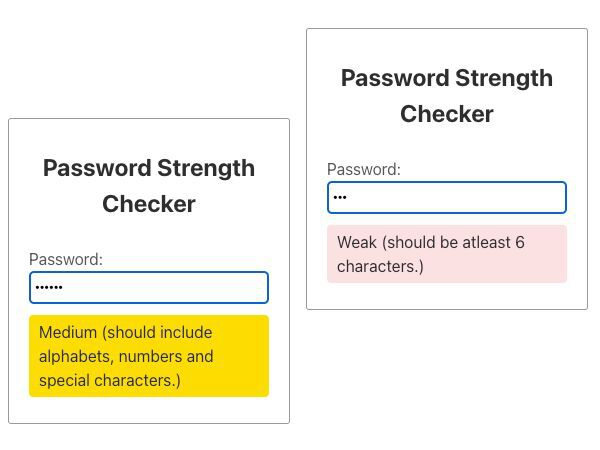 Password Strength
Checker
Password:
••••••
Medium (should include
alphabets, numbers and
special characters.)
Password Strength
Checker
Password:
•••
Weak (should be atleast 6
characters.)